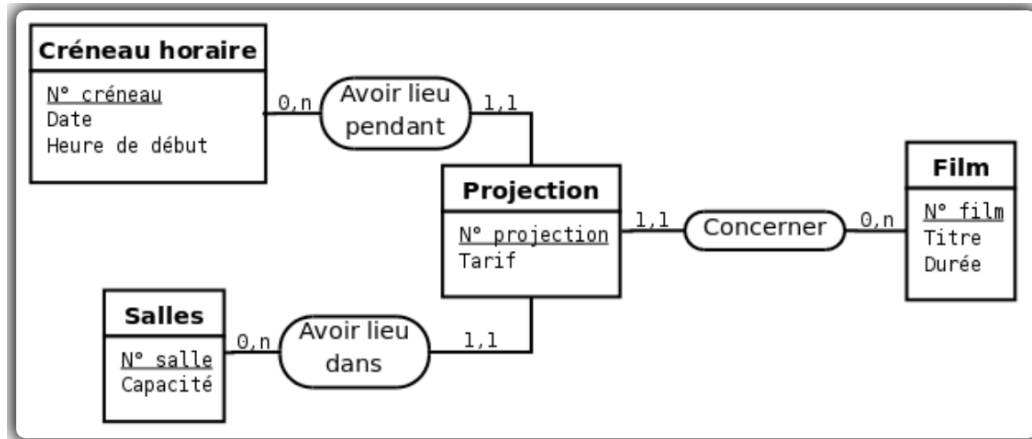 Créneau horaire
N° créneau
Date
Heure de début
0,n
Avoir lieu
pendant
1,1
Projection
N° projection
Tarif
1,1
Concerner
0,n
Film
N° film
Titre
Durée
Salles
N° salle
Capacité
0,n
Avoir lieu
dans
1,1